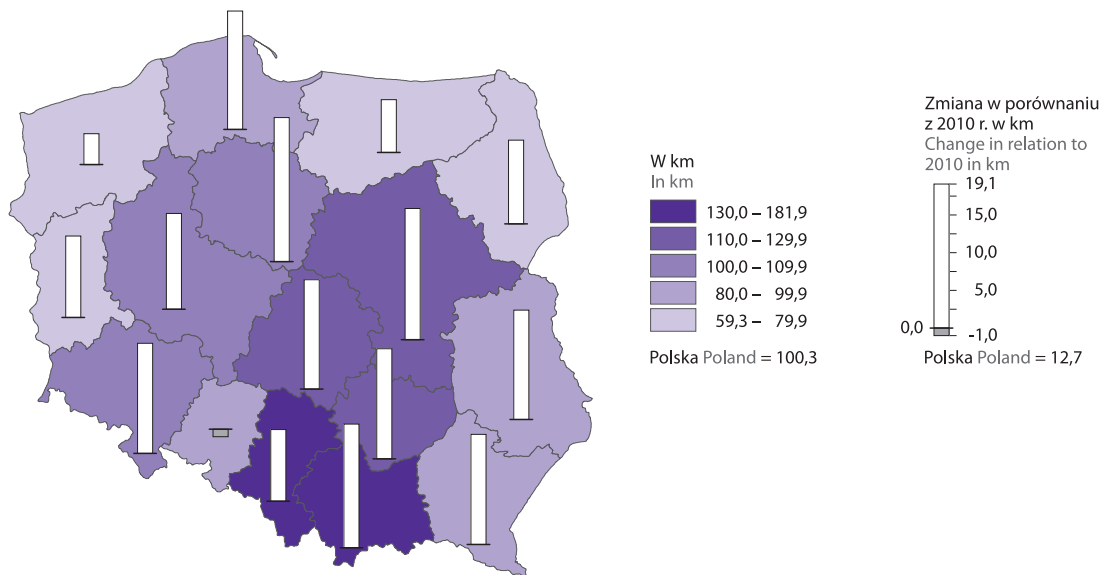 W km
In km
130,0 – 181,9
110,0 – 129,9
100,0 – 109,9
80,0 – 99,9
59,3 – 79,9
Polska Poland = 100,3
Zmiana w porównaniu
z 2010 r. w km
Change in relation to
2010 in km
19,1
15,0
10,0
5,0
0,0
-1,0
Polska Poland = 12,7